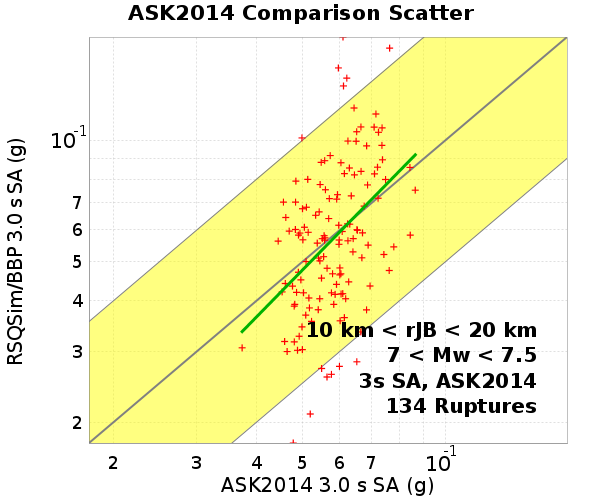 ASK2014 Comparison Scatter
RSQSim/BBP 3.0 s SA (g)
10-1
7
6
5
4
3
2
10 km < rJB < 20 km
7 < Mw < 7.5
3s SA, ASK2014
134 Ruptures
2 3 4 5 6 7 10-1
ASK2014 3.0 s SA (g)